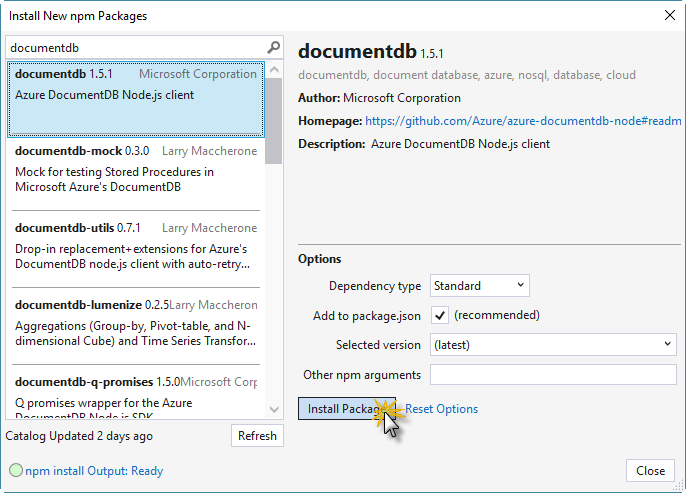 Install New npm Packages
documentdb
documentdb 1.5.1 Microsoft Corporation
Azure DocumentDB Node.js client
documentdb-mock 0.3.0 Larry Maccherone
Mock for testing Stored Procedures in
Microsoft Azure's DocumentDB
documentdb-utils 0.7.1 Larry Maccherone
Drop-in replacement+extensions for Azure's
DocumentDB node.js client with auto-retry...
documentdb-lumenize 0.2.5Larry Maccheron
Aggregations (Group-by, Pivot-table, and N-
dimensional Cube) and Time Series Transfor...
documentdb-q-promises 1.5.0Microsoft Corp
Q promises wrapper for the Azure
DocumentDB Node.js SDK
Catalog Updated 2 days ago
Refresh
npm install Output: Ready
documentdb 1.5.1
documentdb, document database, azure, nosql, database, cloud
Author: Microsoft Corporation
Homepage: https://github.com/Azure/azure-documentdb-node#readm
Description: Azure DocumentDB Node.js client
Options
Dependency type Standard
Add to package.json (recommended)
Selected version (latest)
Other npm arguments
Install Package Reset Options
Close